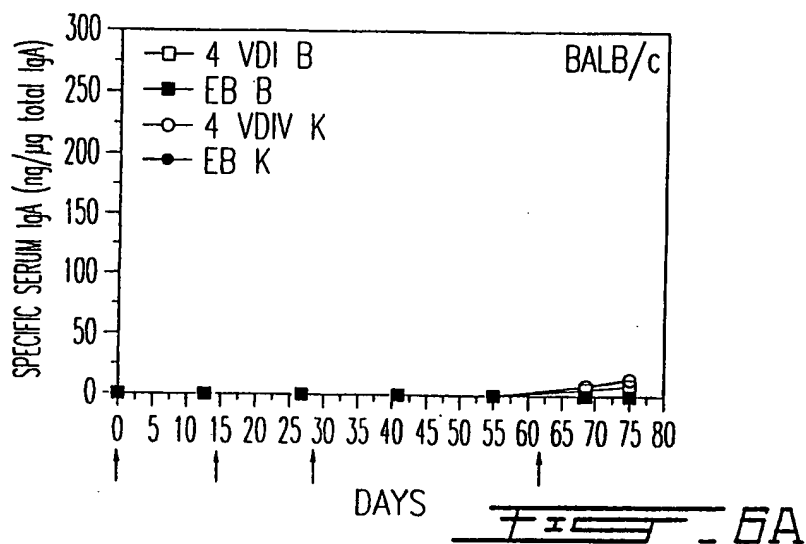 300
250
200
150
100
50
0
SPECIFIC SERUM IgA (ng/µg total IgA)
4 VDI B
EB B
4 VDIV K
EB K
BALB/c
0 5 10 15 20 25 30 35 40 45 50 55 60 65 70 75 80
DAYS
FIG_6A